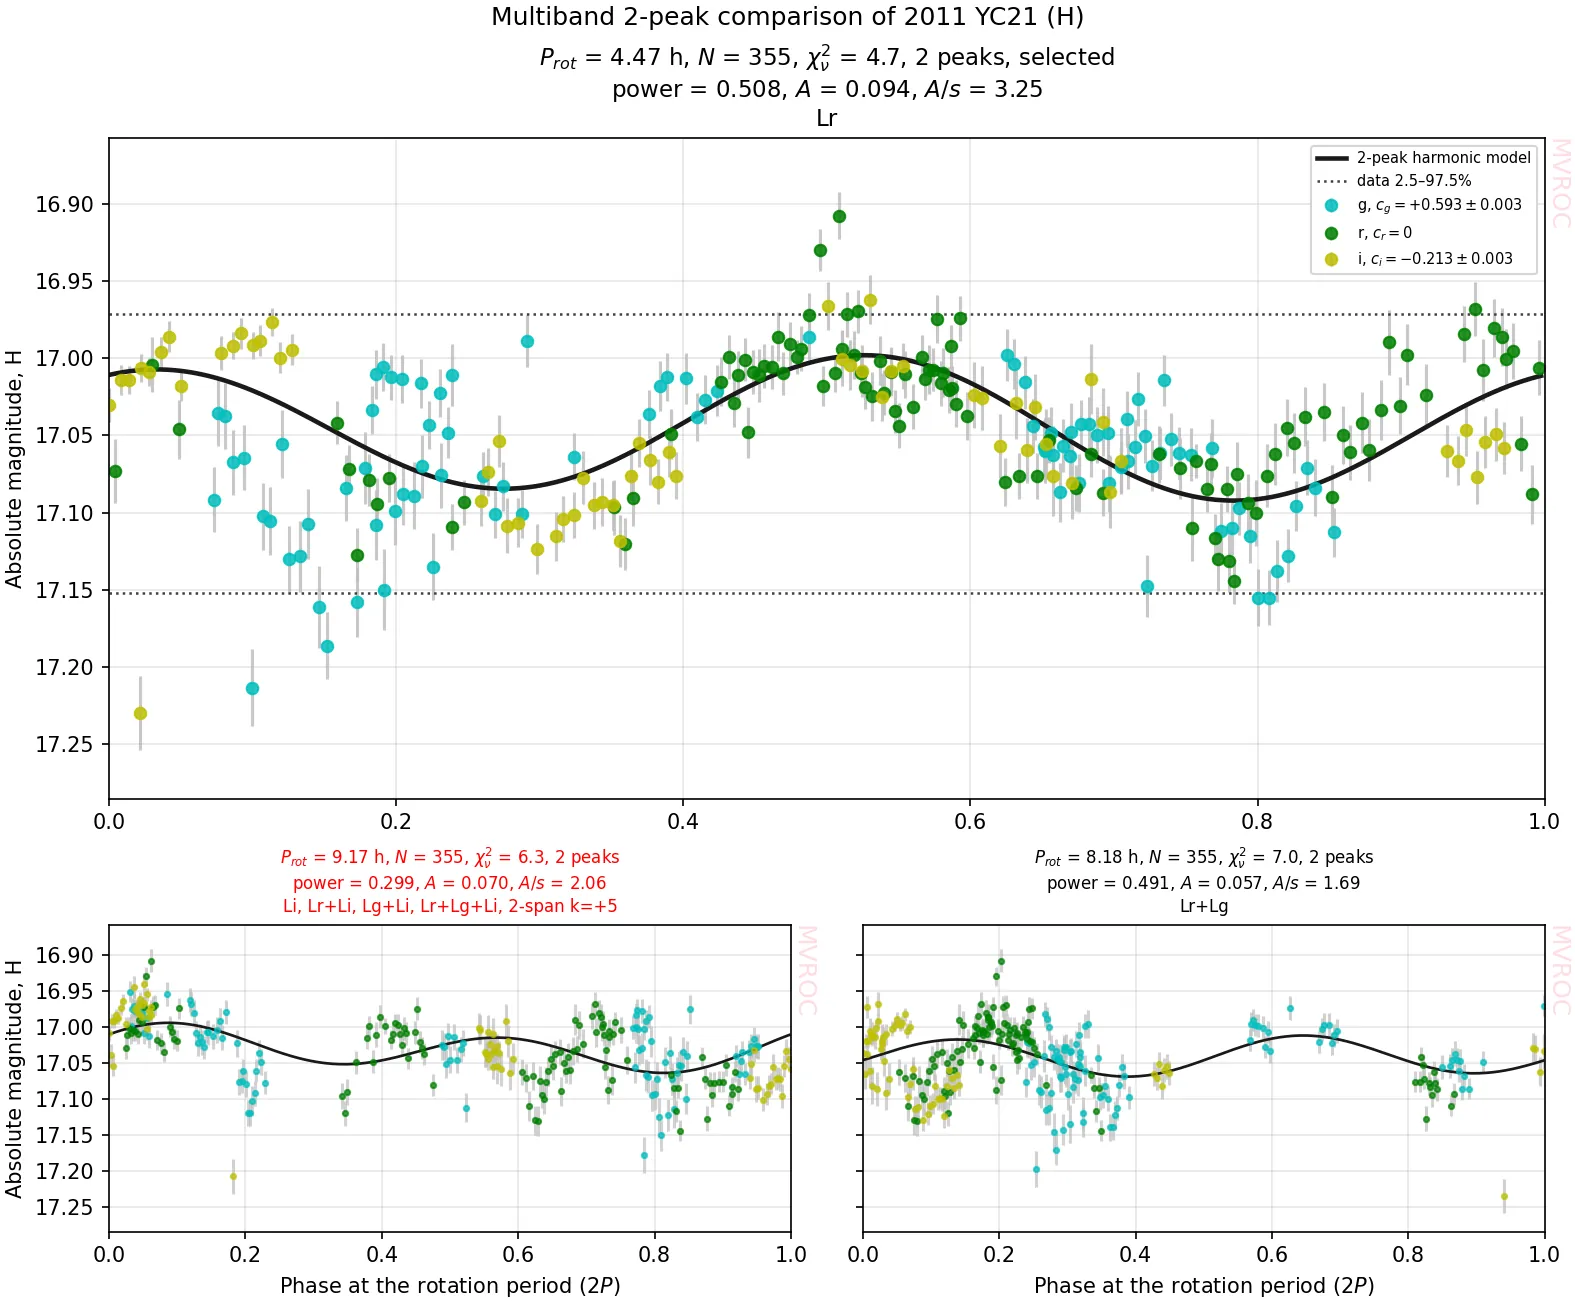 Multiband 2-peak comparison of 2011 YC21 (H)
P_rot = 4.47 h, N = 355, χ²_ν = 4.7, 2 peaks, selected
power = 0.508, A = 0.094, A/s = 3.25
Lr
2-peak harmonic model
data 2.5–97.5%
g, c_g = +0.593 ± 0.003
r, c_r = 0
i, c_i = −0.213 ± 0.003
MVROC
Absolute magnitude, H
16.90
16.95
17.00
17.05
17.10
17.15
17.20
17.25
0.0 0.2 0.4 0.6 0.8 1.0
P_rot = 9.17 h, N = 355, χ²_ν = 6.3, 2 peaks
power = 0.299, A = 0.070, A/s = 2.06
Li, Lr+Li, Lg+Li, Lr+Lg+Li, 2-span k=+5
MVROC
Absolute magnitude, H
16.90
16.95
17.00
17.05
17.10
17.15
17.20
17.25
0.0 0.2 0.4 0.6 0.8 1.0
Phase at the rotation period (2P)
P_rot = 8.18 h, N = 355, χ²_ν = 7.0, 2 peaks
power = 0.491, A = 0.057, A/s = 1.69
Lr+Lg
MVROC
0.0 0.2 0.4 0.6 0.8 1.0
Phase at the rotation period (2P)